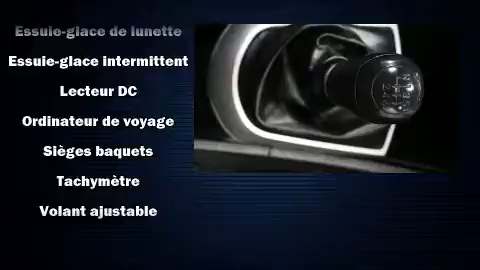 Essuie-glace de lunette
Essuie-glace intermittent
Lecteur DC
Ordinateur de voyage
Sièges baquets
Tachymètre
Volant ajustable